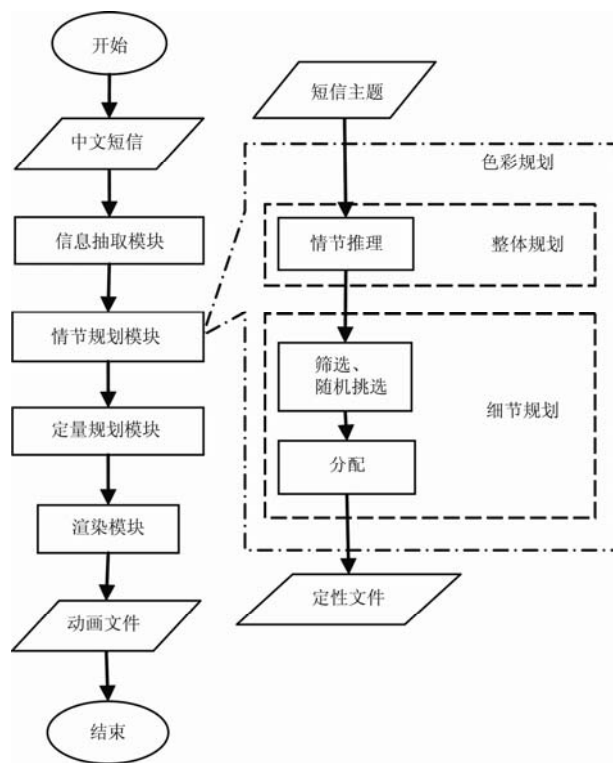 开始
中文短信
信息抽取模块
情节规划模块
定量规划模块
渲染模块
动画文件
结束
短信主题
色彩规划
情节推理
整体规划
筛选、
随机挑选
细节规划
分配
定性文件